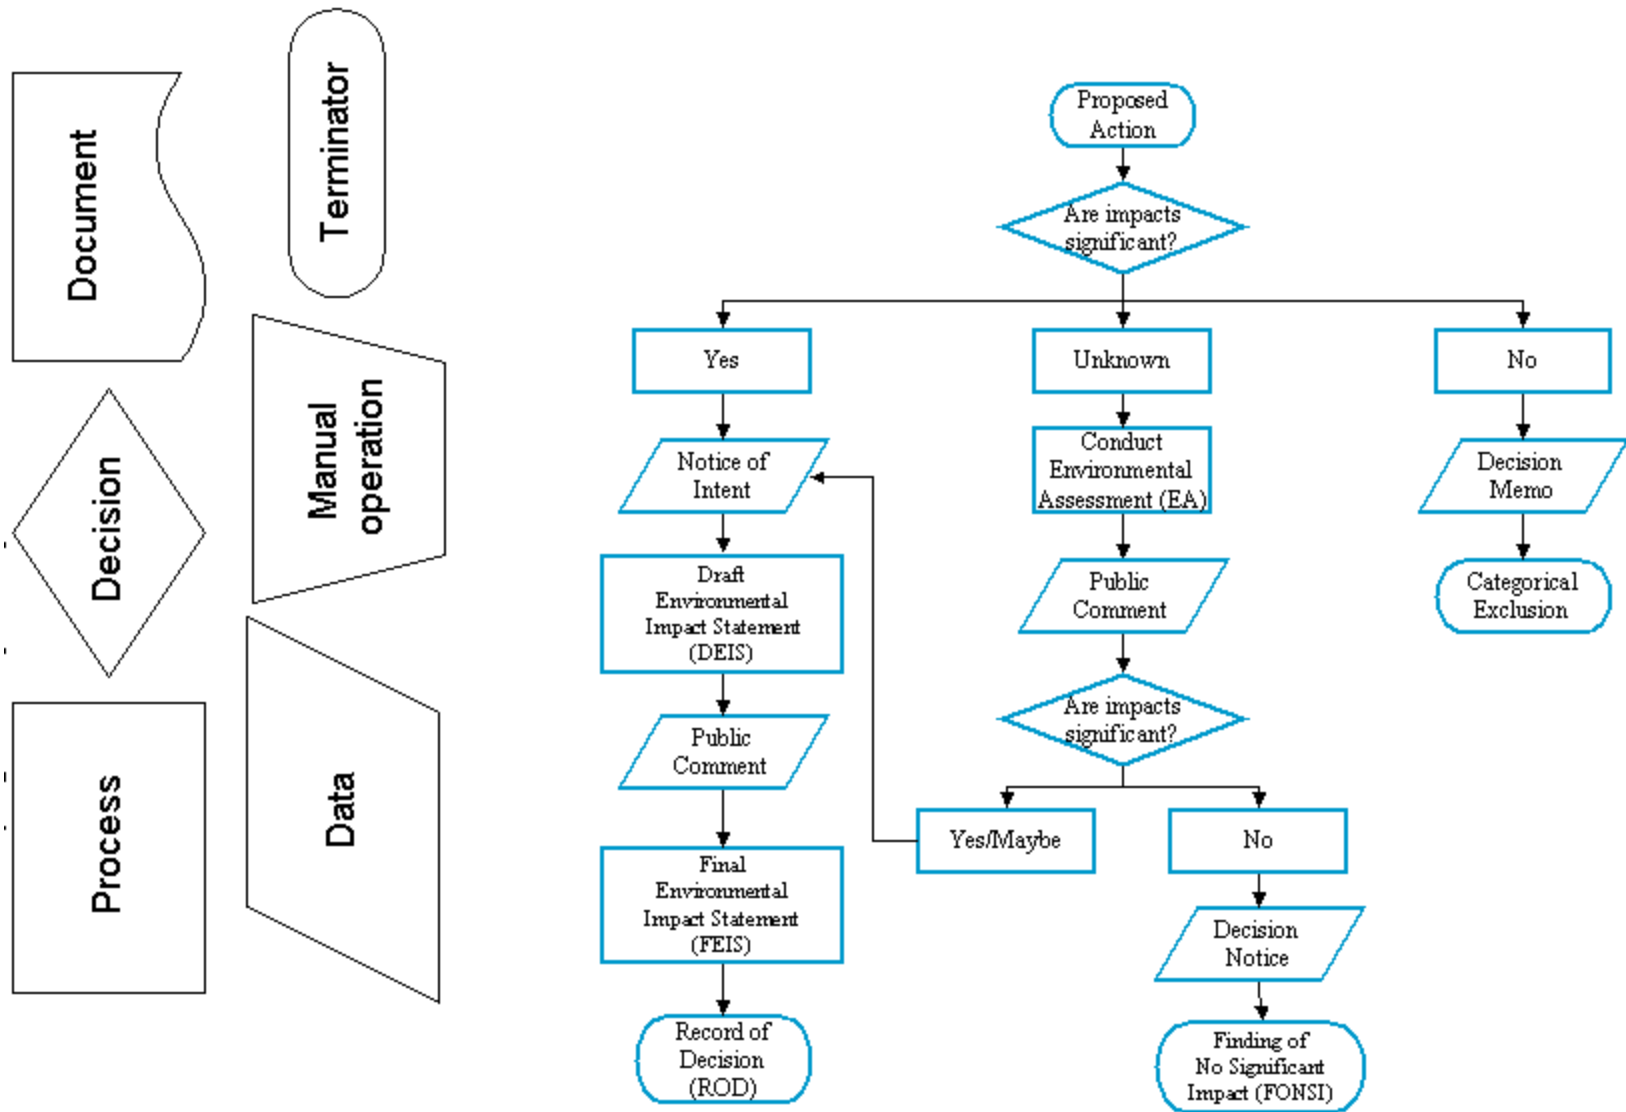 Document
Terminator
Decision
Manual
operation
Process
Data
Proposed
Action
Are impacts
significant?
Yes
Unknown
No
Notice of
Intent
Conduct
Environmental
Assessment (EA)
Decision
Memo
Draft
Environmental
Impact Statement
(DEIS)
Public
Comment
Categorical
Exclusion
Public
Comment
Are impacts
significant?
Final
Environmental
Impact Statement
(FEIS)
Yes/Maybe
No
Decision
Notice
Record of
Decision
(ROD)
Finding of
No Significant
Impact (FONSI)